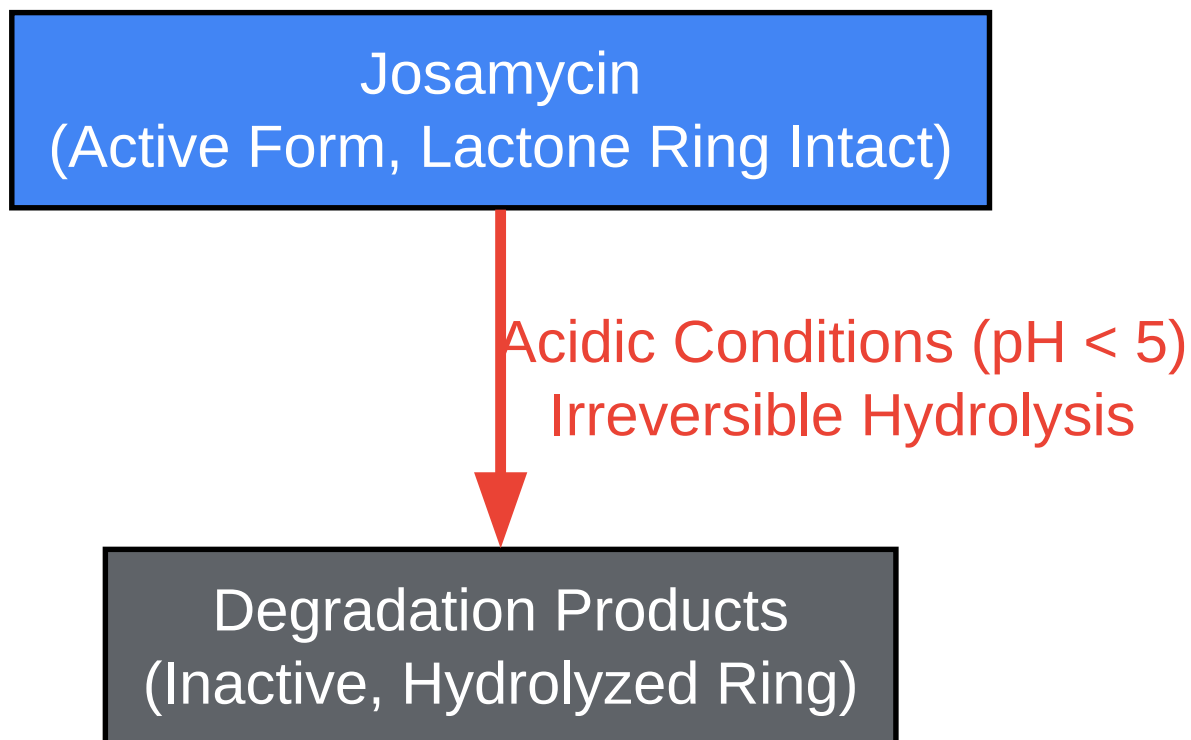 Josamycin
(Active Form, Lactone Ring Intact)
Acidic Conditions (pH < 5)
Irreversible Hydrolysis
Degradation Products
(Inactive, Hydrolyzed Ring)